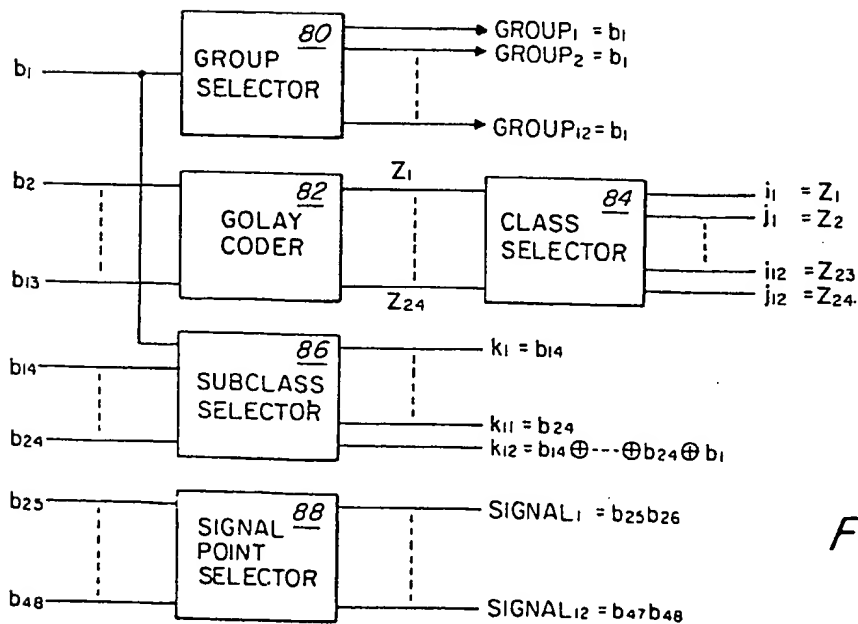 b₁
80
GROUP
SELECTOR
GROUP₁ = b₁
GROUP₂ = b₁
GROUP₁₂ = b₁
b₂
b₁₃
82
GOLAY
CODER
Z₁
Z₂₄
84
CLASS
SELECTOR
i₁ = Z₁
j₁ = Z₂
i₁₂ = Z₂₃
j₁₂ = Z₂₄
b₁₄
b₂₄
86
SUBCLASS
SELECTOR
k₁ = b₁₄
k₁₁ = b₂₄
k₁₂ = b₁₄ ⊕ ---- ⊕ b₂₄ ⊕ b₁
b₂₅
b₄₈
88
SIGNAL
POINT
SELECTOR
SIGNAL₁ = b₂₅b₂₆
SIGNAL₁₂ = b₄₇b₄₈
F